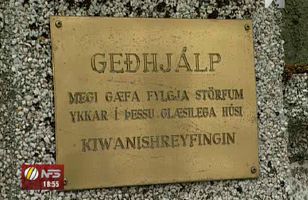 GEÐHJÁLP
MEGI GÆFA FYLGJA STÖRFUM
YKKAR Í ÞESSU GLÆSILEGA HÚSI
KIWANISHREYFINGIN
NFS
18:55